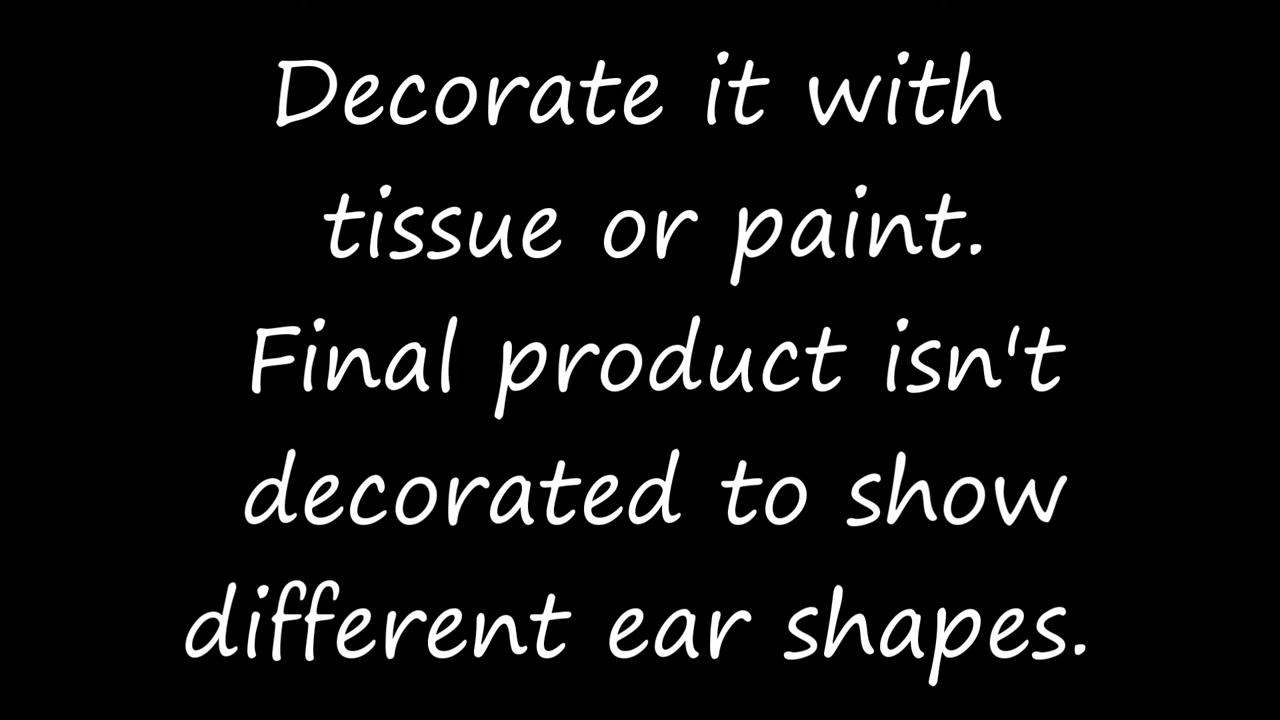 Decorate it with
tissue or paint.
Final product isn't
decorated to show
different ear shapes.